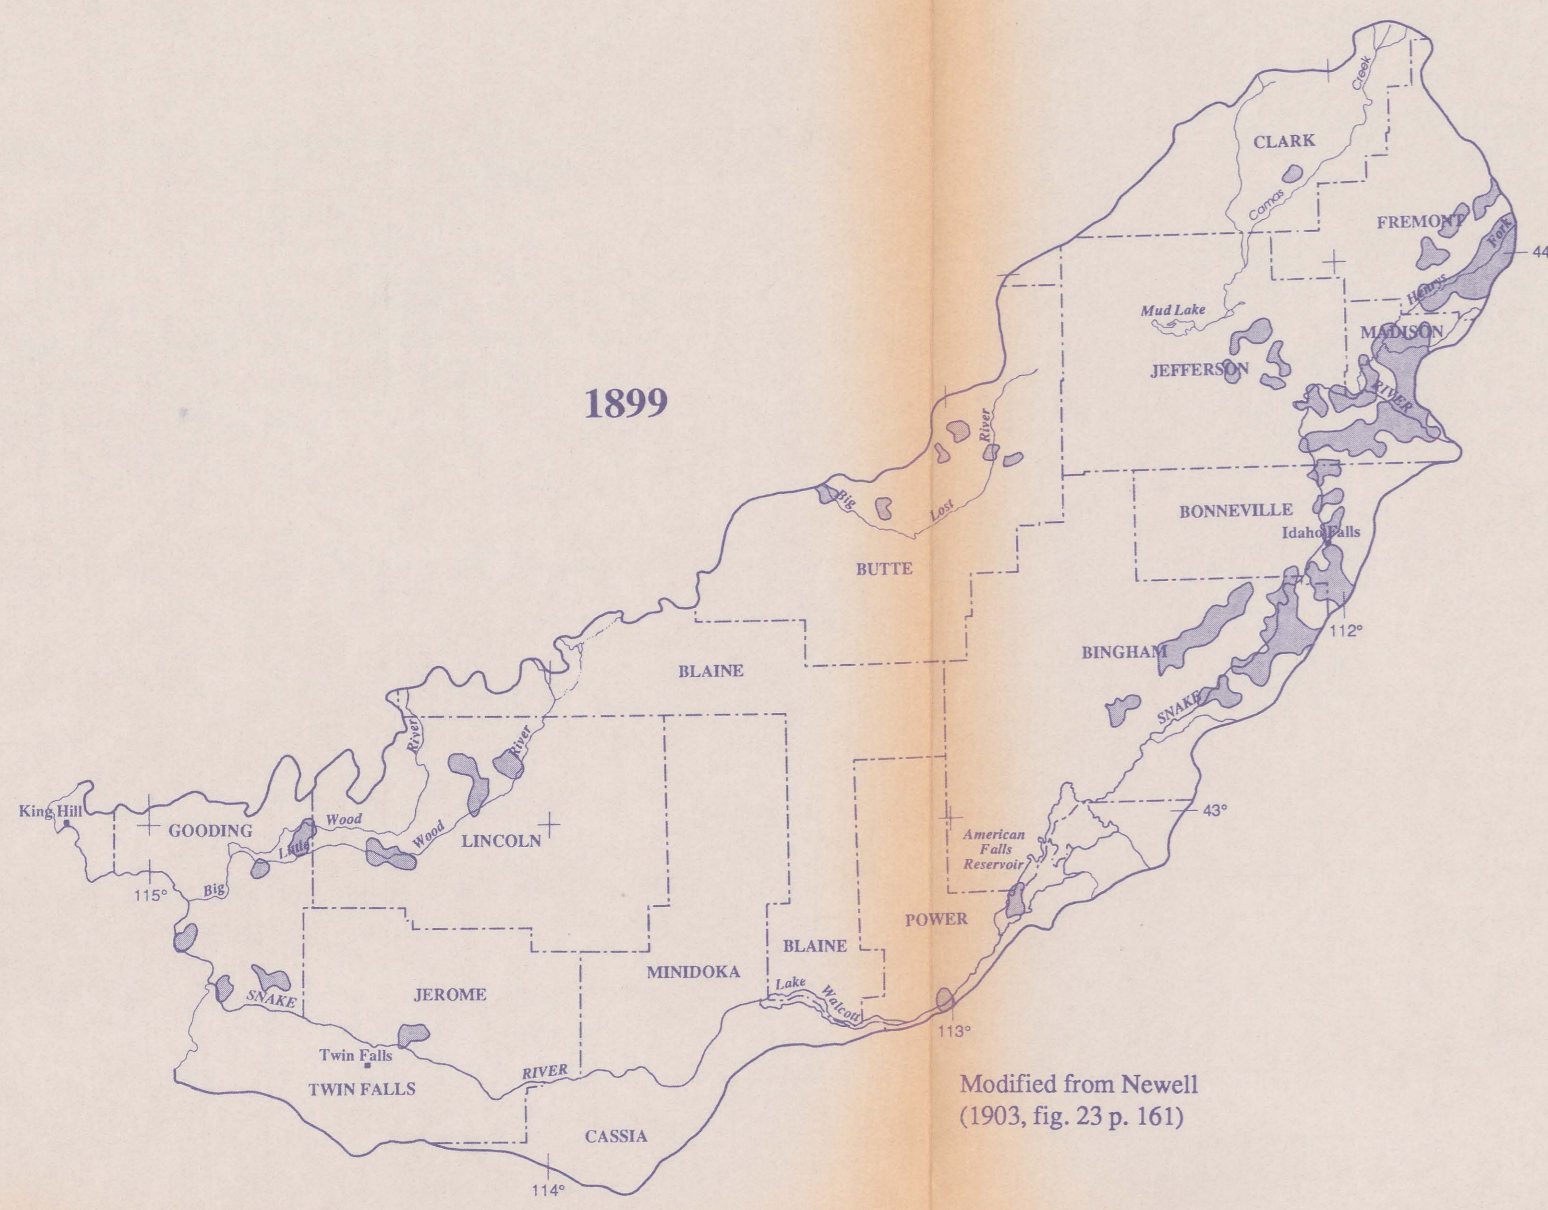 Creek
CLARK
Camas
FREMONT
Fork
44
Henrys
Mud Lake
MADISON
JEFFERSON
RIVER
1899
River
Big
Lost
BONNEVILLE
Idaho Falls
BUTTE
112°
BINGHAM
BLAINE
SNAKE
River
River
King Hill
GOODING
Wood
43°
Little
Wood
LINCOLN
American
Falls
Reservoir
Big
115°
POWER
BLAINE
MINIDOKA
Lake
Walcott
JEROME
SNAKE
113°
Twin Falls
RIVER
TWIN FALLS
Modified from Newell
(1903, fig. 23 p. 161)
CASSIA
114°